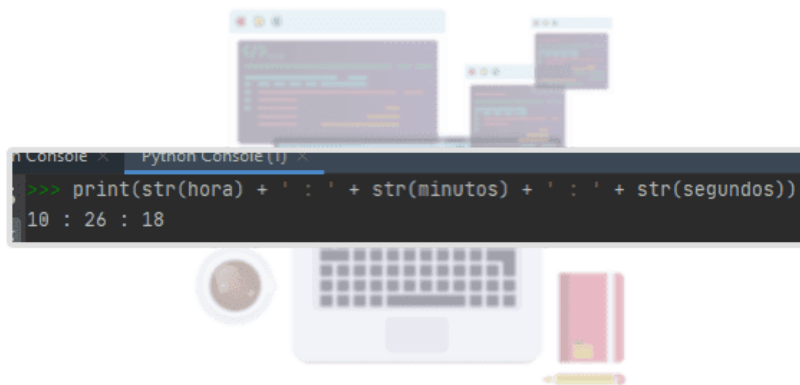 </>
n Console ×
Python Console (1) ×
>>> print(str(hora) + ' : ' + str(minutos) + ' : ' + str(segundos))
10 : 26 : 18